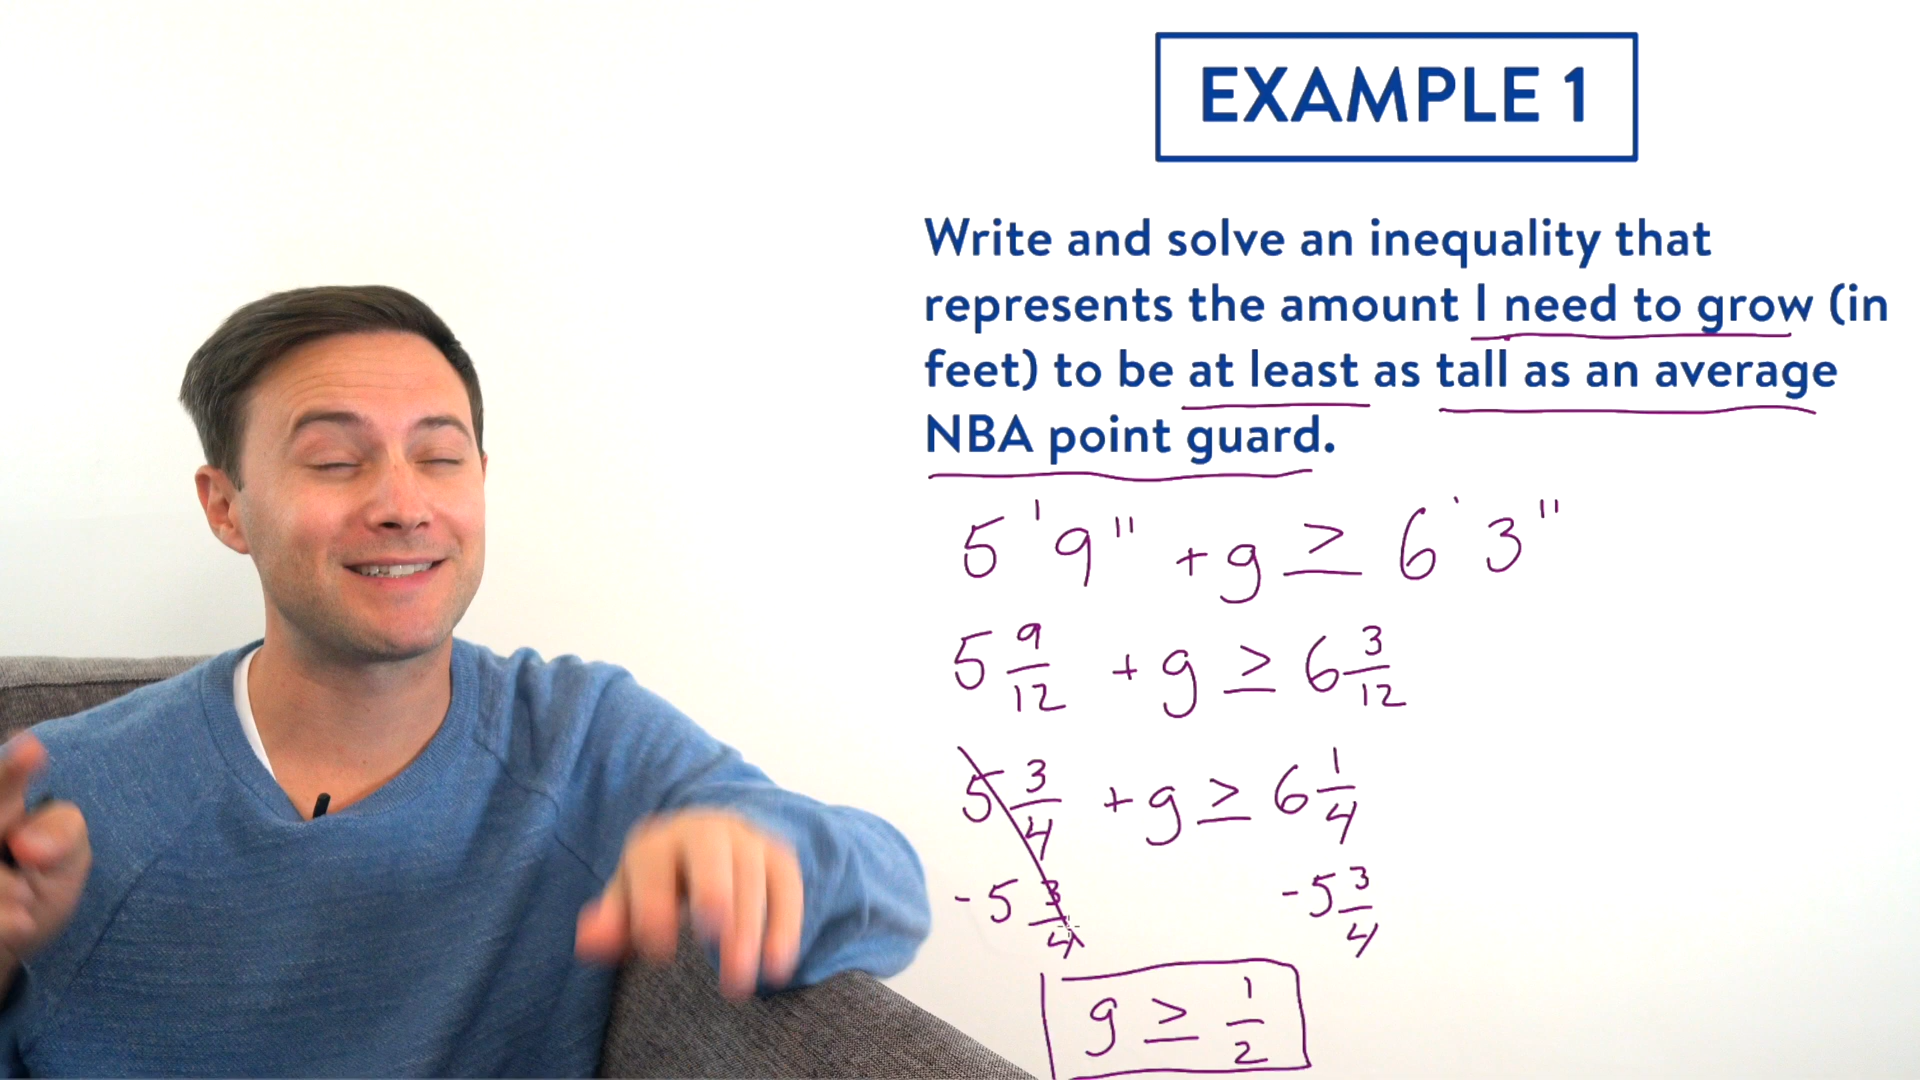 EXAMPLE 1
Write and solve an inequality that
represents the amount I need to grow (in
feet) to be at least as tall as an average
NBA point guard.
5'9" + g ≥ 6'3"
5 9/12 + g ≥ 6 3/12
5 3/4 + g ≥ 6 1/4
-5 3/4 -5 3/4
g ≥ 1/2